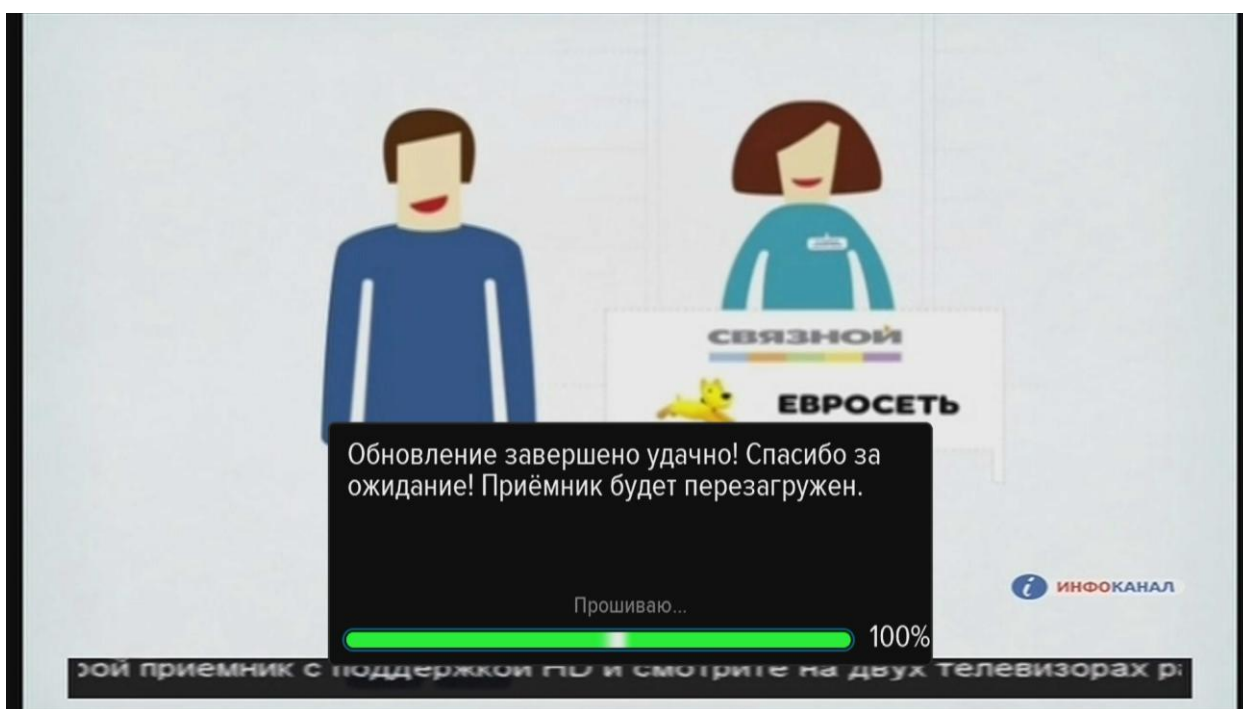 СВЯЗНОЙ
ЕВРОСЕТЬ
Обновление завершено удачно! Спасибо за
ожидание! Приёмник будет перезагружен.
Прошиваю...
100%
i ИНФОКАНАЛ
приемник с поддержкой HD и смотрите на двух телевизорах